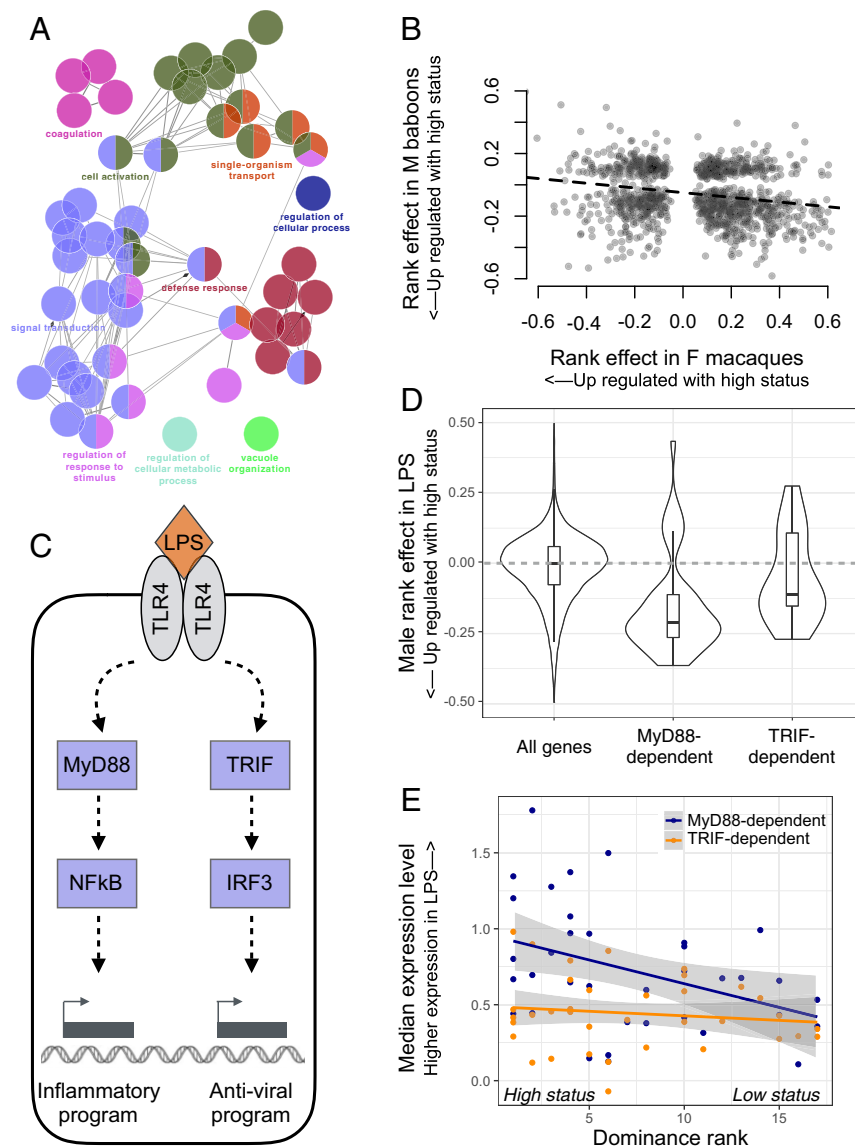 A
coagulation
cell activation
single-organism
transport
regulation of
cellular process
defense response
signal transduction
regulation of
response to
stimulus
regulation of
cellular metabolic
process
vacuole
organization
B
Rank effect in M baboons
<—Up regulated with high status
0.6
0.2
-0.2
-0.6
-0.6
-0.4
-0.2
0.0
0.2
0.4
0.6
Rank effect in F macaques
<—Up regulated with high status
C
LPS
TLR4
TLR4
MyD88
TRIF
NFkB
IRF3
Inflammatory
program
Anti-viral
program
D
Male rank effect in LPS
<— Up regulated with high status
0.50
0.25
0.00
-0.25
-0.50
All genes
MyD88-
dependent
TRIF-
dependent
E
Median expression level
Higher expression in LPS—>
1.5
1.0
0.5
0.0
MyD88-dependent
TRIF-dependent
High status
Low status
5
10
15
Dominance rank